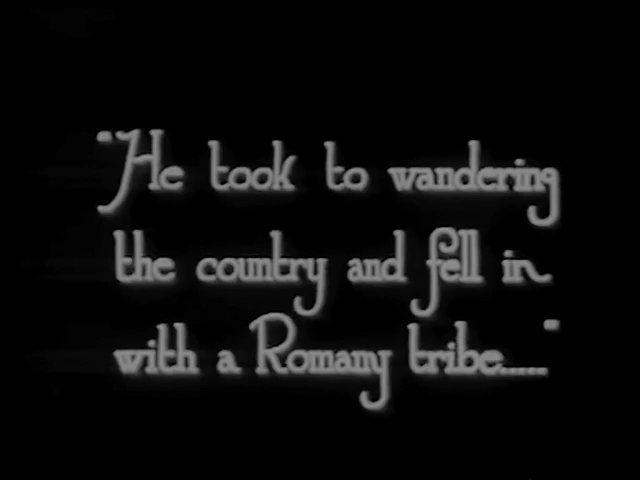 "He took to wandering
the country and fell in
with a Romany tribe....."